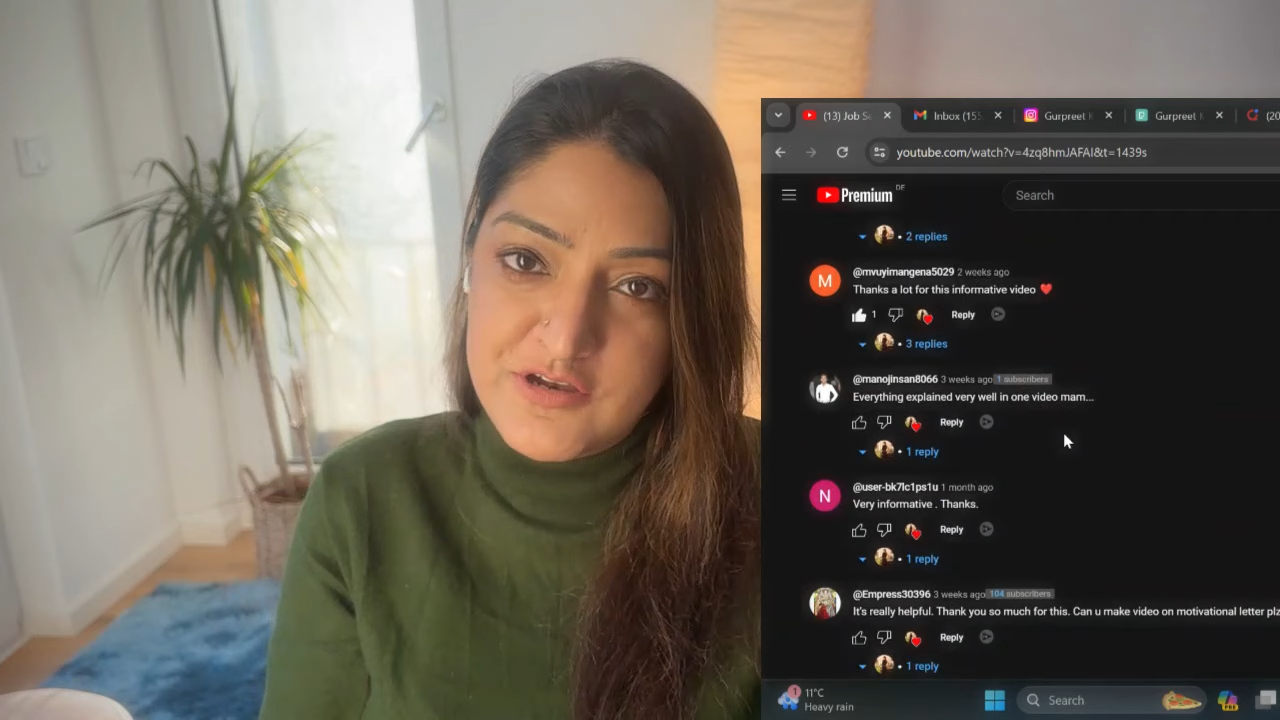 (13) Job S
Inbox (155
Gurpreet
Gurpreet
(20
youtube.com/watch?v=4zq8hmJAFAI&t=1439s
Premium DE
Search
2 replies
M
@mvuyimangena5029 2 weeks ago
Thanks a lot for this informative video
1
Reply
3 replies
@manojinsan8066 3 weeks ago 1 subscribers
Everything explained very well in one video mam...
Reply
1 reply
N
@user-bk7lc1ps1u 1 month ago
Very informative . Thanks.
Reply
1 reply
@Empress30396 3 weeks ago 104 subscribers
It's really helpful. Thank you so much for this. Can u make video on motivational letter plz
Reply
1 reply
1
11°C
Heavy rain
Search
PRE